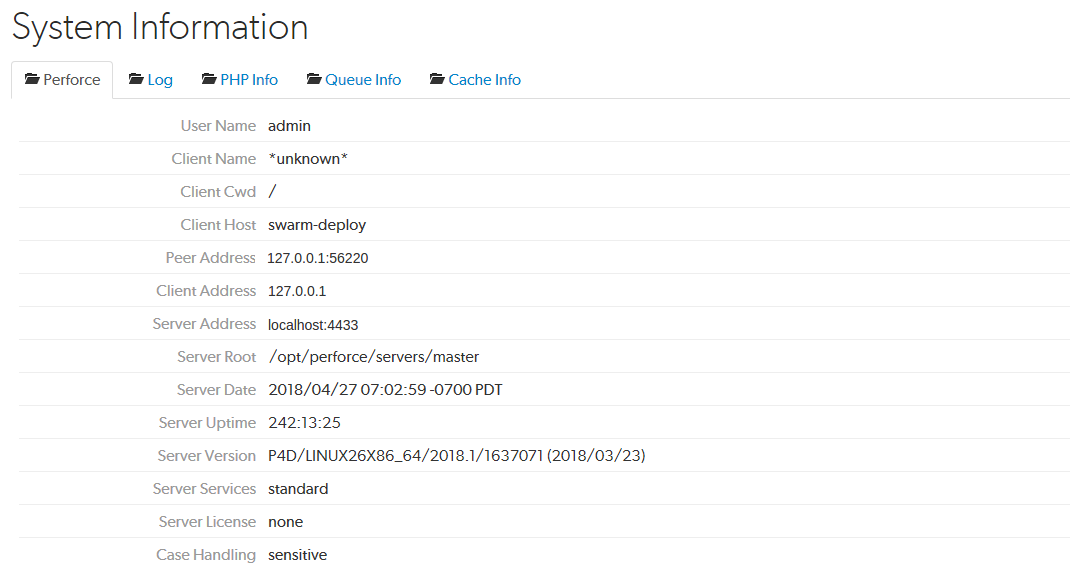 System Information
Perforce Log PHP Info Queue Info Cache Info
User Name admin
Client Name *unknown*
Client Cwd /
Client Host swarm-deploy
Peer Address 127.0.0.1:56220
Client Address 127.0.0.1
Server Address localhost:4433
Server Root /opt/perforce/servers/master
Server Date 2018/04/27 07:02:59 -0700 PDT
Server Uptime 242:13:25
Server Version P4D/LINUX26X86_64/2018.1/1637071 (2018/03/23)
Server Services standard
Server License none
Case Handling sensitive